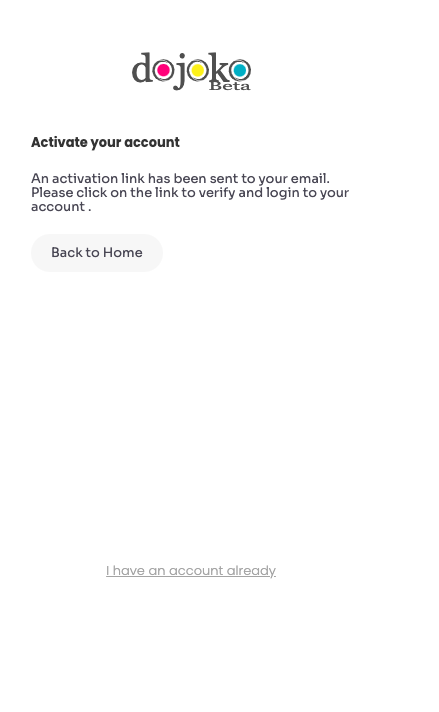 dojoko
Beta
Activate your account
An activation link has been sent to your email.
Please click on the link to verify and login to your
account .
Back to Home
I have an account already